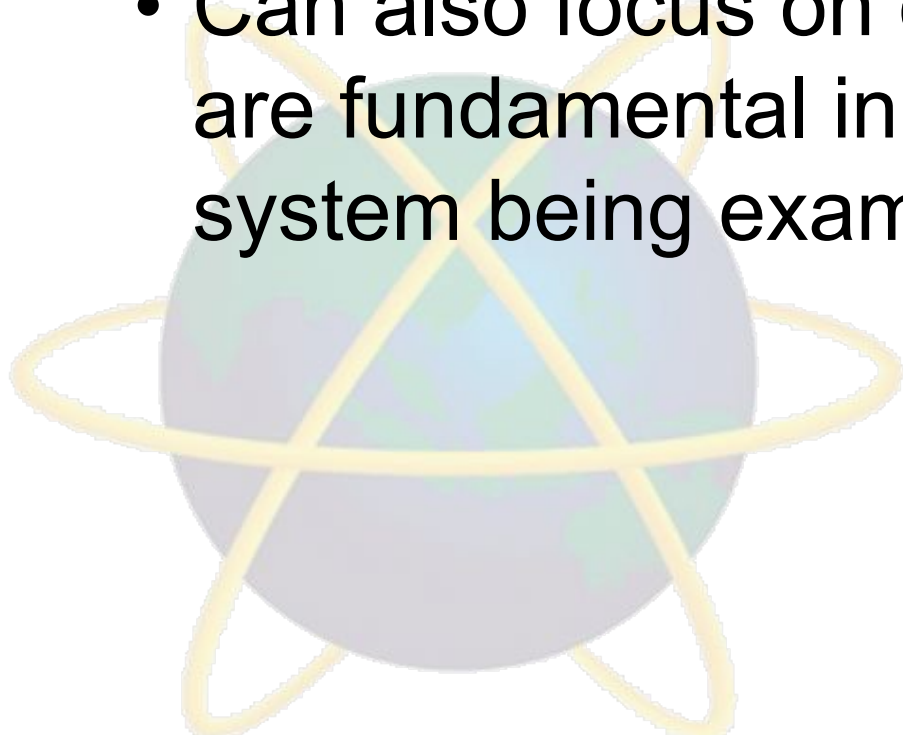 • Can also focus on
are fundamental in
system being